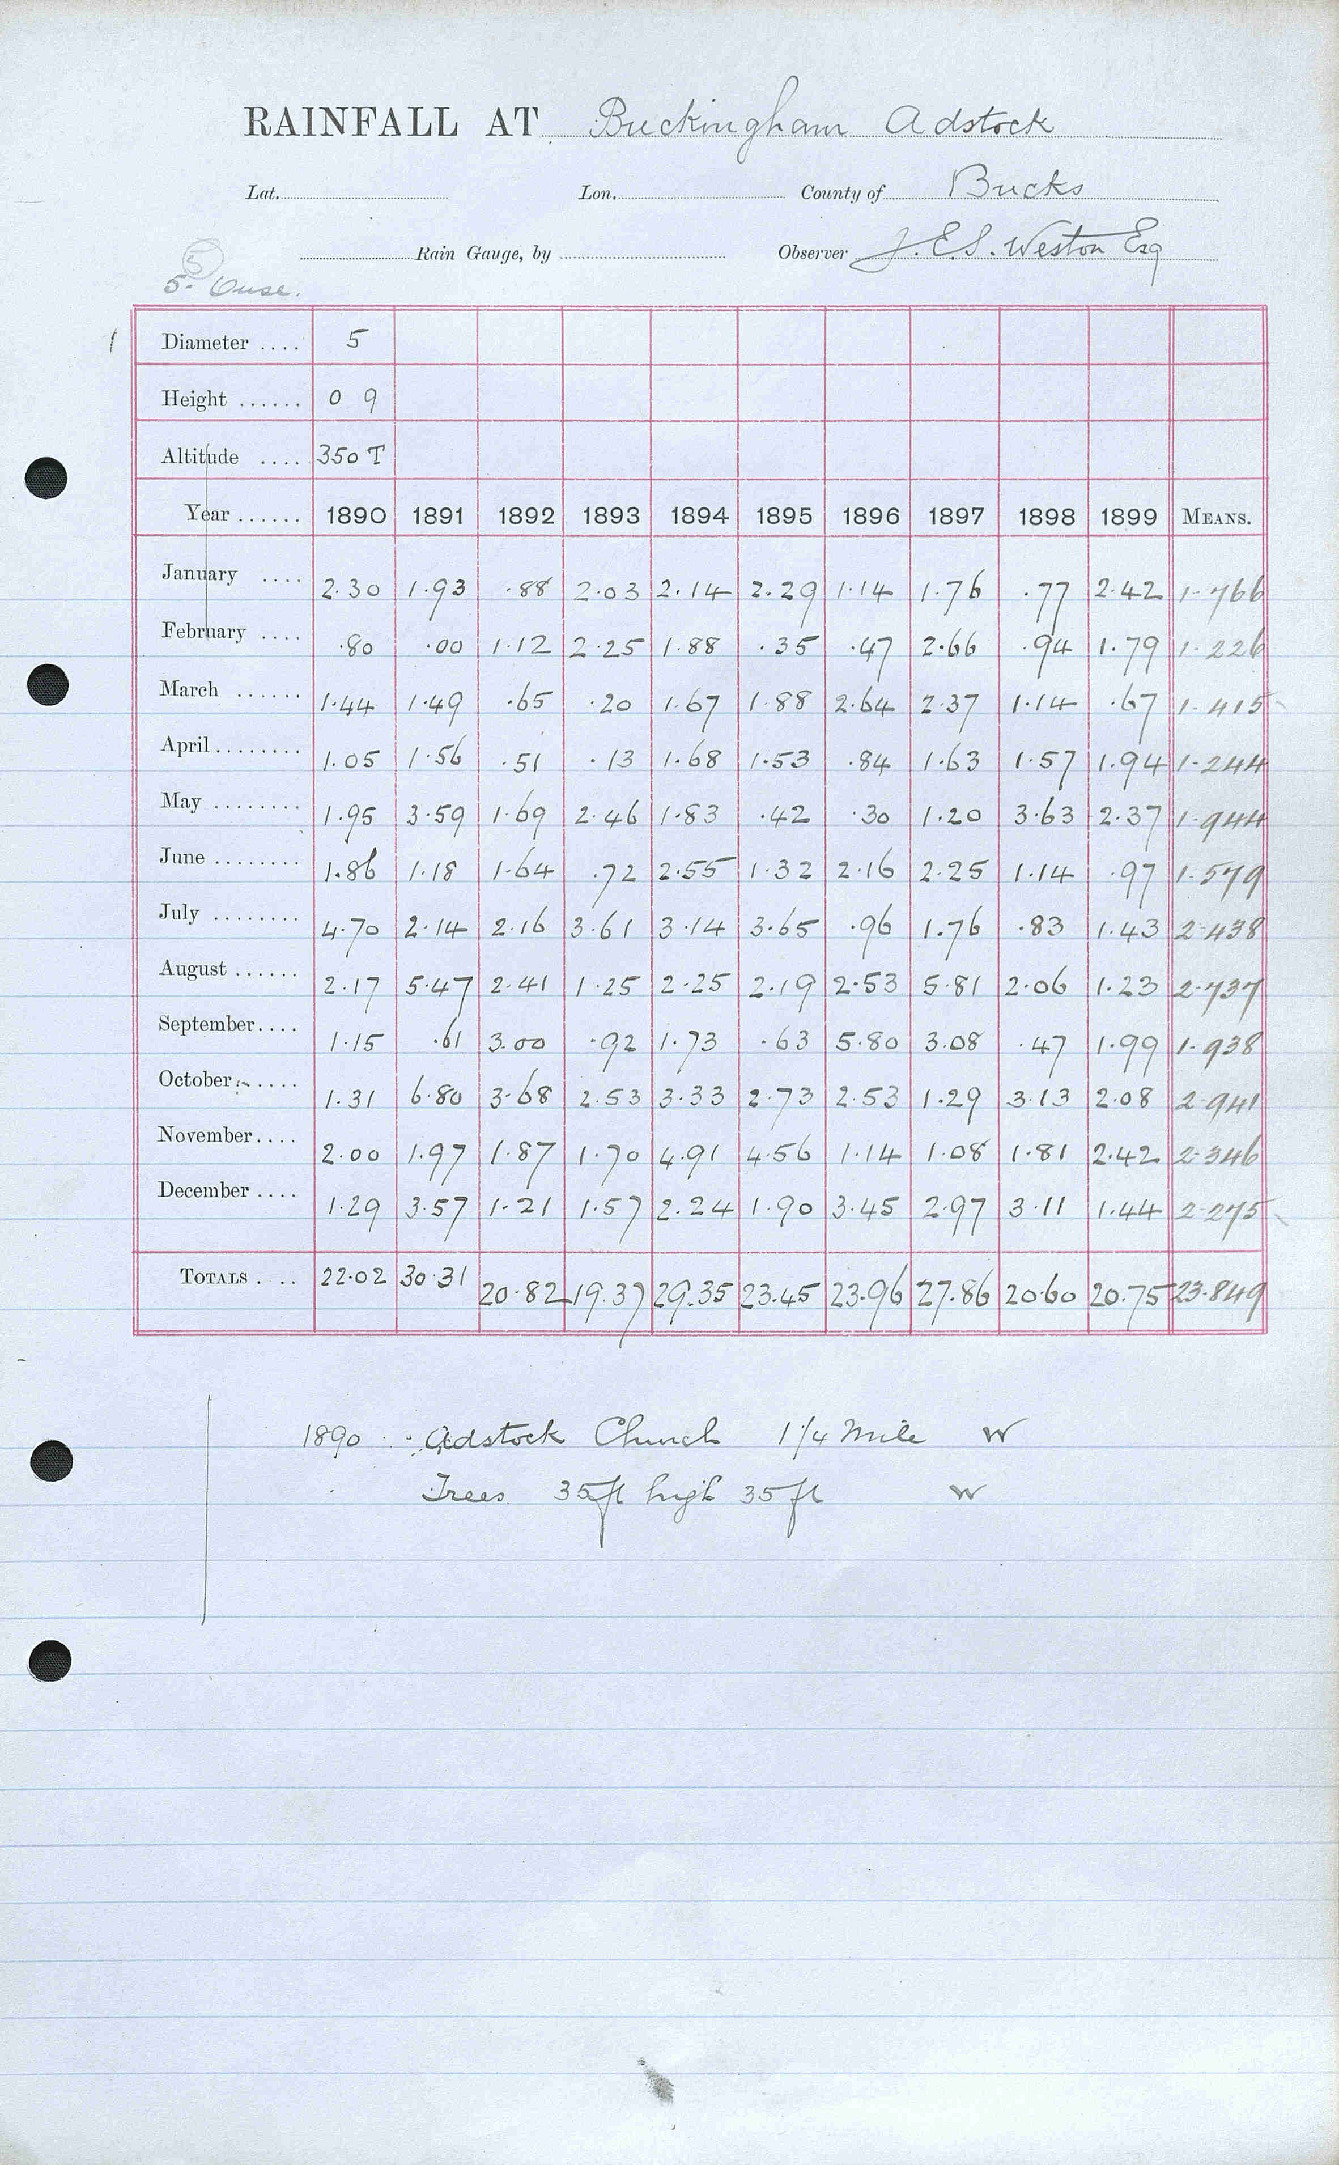 RAINFALL AT Buckingham Adstock
Lat. Lon. County of Bucks
Rain Gauge, by Observer J. E. S. Weston Esq
5
5. Ouse.
1 Diameter .... 5
Height ...... 0 9
Altitude .... 350 T
Year ...... 1890 1891 1892 1893 1894 1895 1896 1897 1898 1899 MEANS.
January .... 2.30 1.93 .88 2.03 2.14 2.29 1.14 1.76 .77 2.42 1.766
February .... .80 .00 1.12 2.25 1.88 .35 .47 2.66 .94 1.79 1.226
March ...... 1.44 1.49 .65 .20 1.67 1.88 2.64 2.37 1.14 .67 1.415
April ........ 1.05 1.56 .51 .13 1.68 1.53 .84 1.63 1.57 1.94 1.244
May ........ 1.95 3.59 1.69 2.46 1.83 .42 .30 1.20 3.63 2.37 1.944
June ........ 1.86 1.18 1.64 .72 2.55 1.32 2.16 2.25 1.14 .97 1.579
July ........ 4.70 2.14 2.16 3.61 3.14 3.65 .96 1.76 .83 1.43 2.438
August ...... 2.17 5.47 2.41 1.25 2.25 2.19 2.53 5.81 2.06 1.23 2.737
September .... 1.15 .61 3.00 .92 1.73 .63 5.80 3.08 .47 1.99 1.938
October ...... 1.31 6.80 3.68 2.53 3.33 2.73 2.53 1.29 3.13 2.08 2.941
November .... 2.00 1.97 1.87 1.70 4.91 4.56 1.14 1.08 1.81 2.42 2.346
December .... 1.29 3.57 1.21 1.57 2.24 1.90 3.45 2.97 3.11 1.44 2.275
TOTALS .... 22.02 30.31 20.82 19.37 29.35 23.45 23.96 27.86 20.60 20.75 23.849
1890 Adstock Church 1 1/4 Mile W
Trees 35 ft high 35 ft W